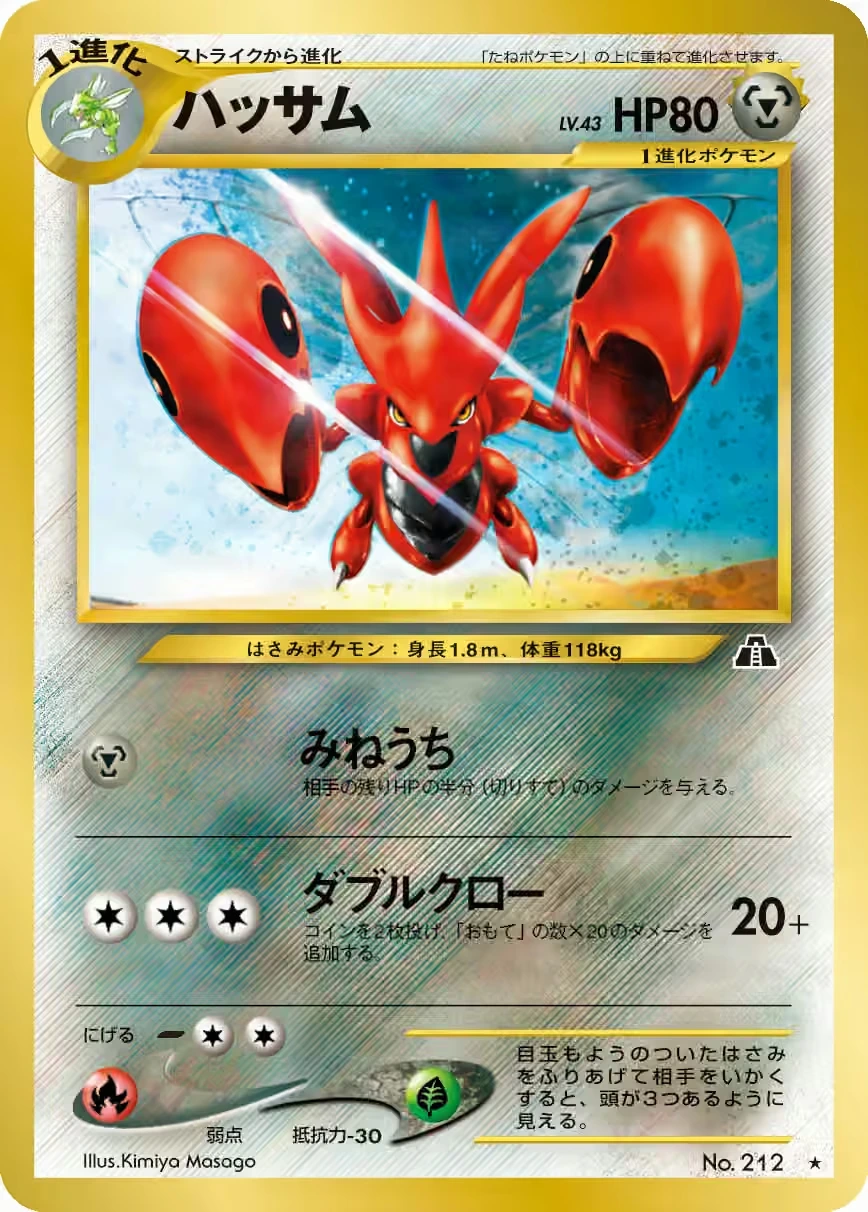 1進化
ストライクから進化
「たねポケモン」の上に重ねて進化させます。
ハッサム
LV.43 HP80
1進化ポケモン
はさみポケモン：身長1.8m、体重118kg
みねうち
相手の残りHPの半分（切りすて）のダメージを与える。
ダブルクロー
コインを2枚投げ、「おもて」の数×20のダメージを
追加する。
20+
にげる
弱点
抵抗力-30
目玉もようのついたはさみ
をふりあげて相手をいかく
すると、頭が3つあるように
見える。
Illus.Kimiya Masago
No. 212 ★